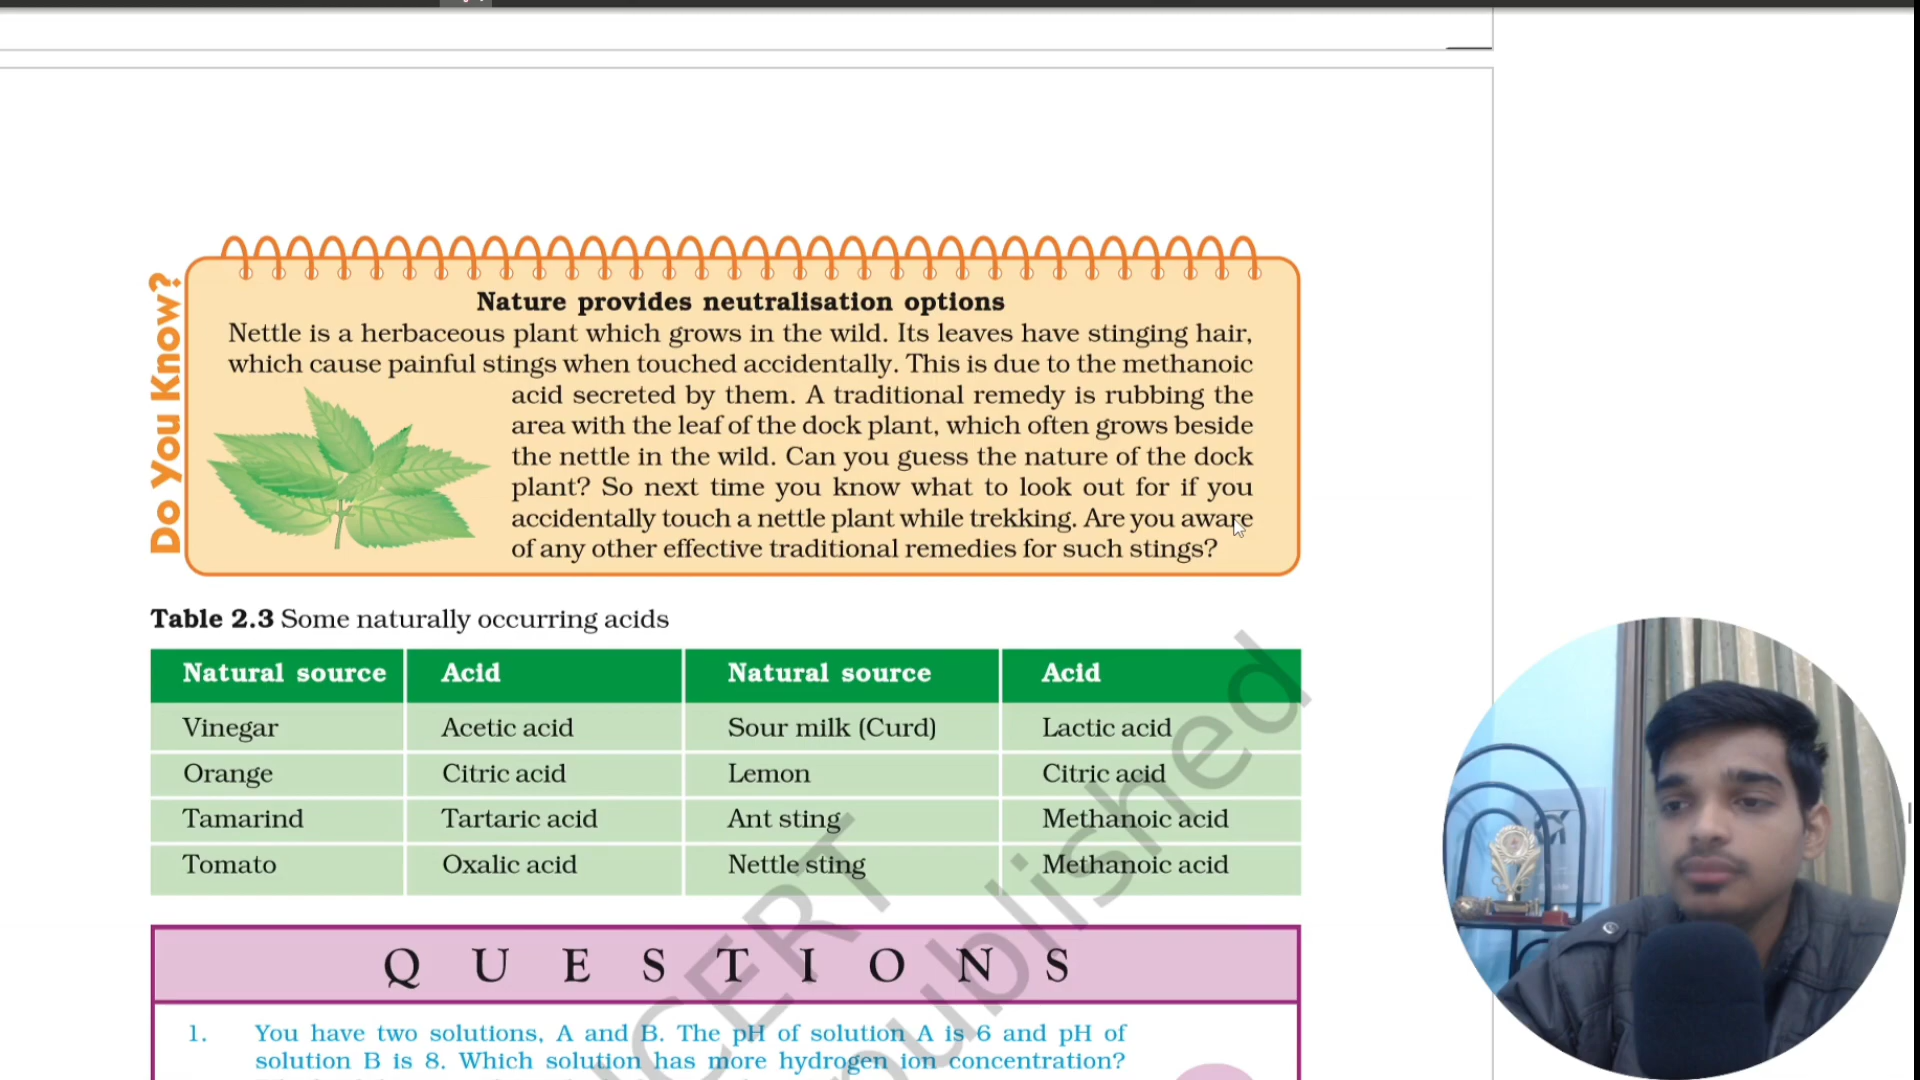 Do You Know?
Nature provides neutralisation options
Nettle is a herbaceous plant which grows in the wild. Its leaves have stinging hair,
which cause painful stings when touched accidentally. This is due to the methanoic
acid secreted by them. A traditional remedy is rubbing the
area with the leaf of the dock plant, which often grows beside
the nettle in the wild. Can you guess the nature of the dock
plant? So next time you know what to look out for if you
accidentally touch a nettle plant while trekking. Are you aware
of any other effective traditional remedies for such stings?
Table 2.3 Some naturally occurring acids
Natural source Acid Natural source Acid
Vinegar Acetic acid Sour milk (Curd) Lactic acid
Orange Citric acid Lemon Citric acid
Tamarind Tartaric acid Ant sting Methanoic acid
Tomato Oxalic acid Nettle sting Methanoic acid
QUESTIONS
1. You have two solutions, A and B. The pH of solution A is 6 and pH of
solution B is 8. Which solution has more hydrogen ion concentration?